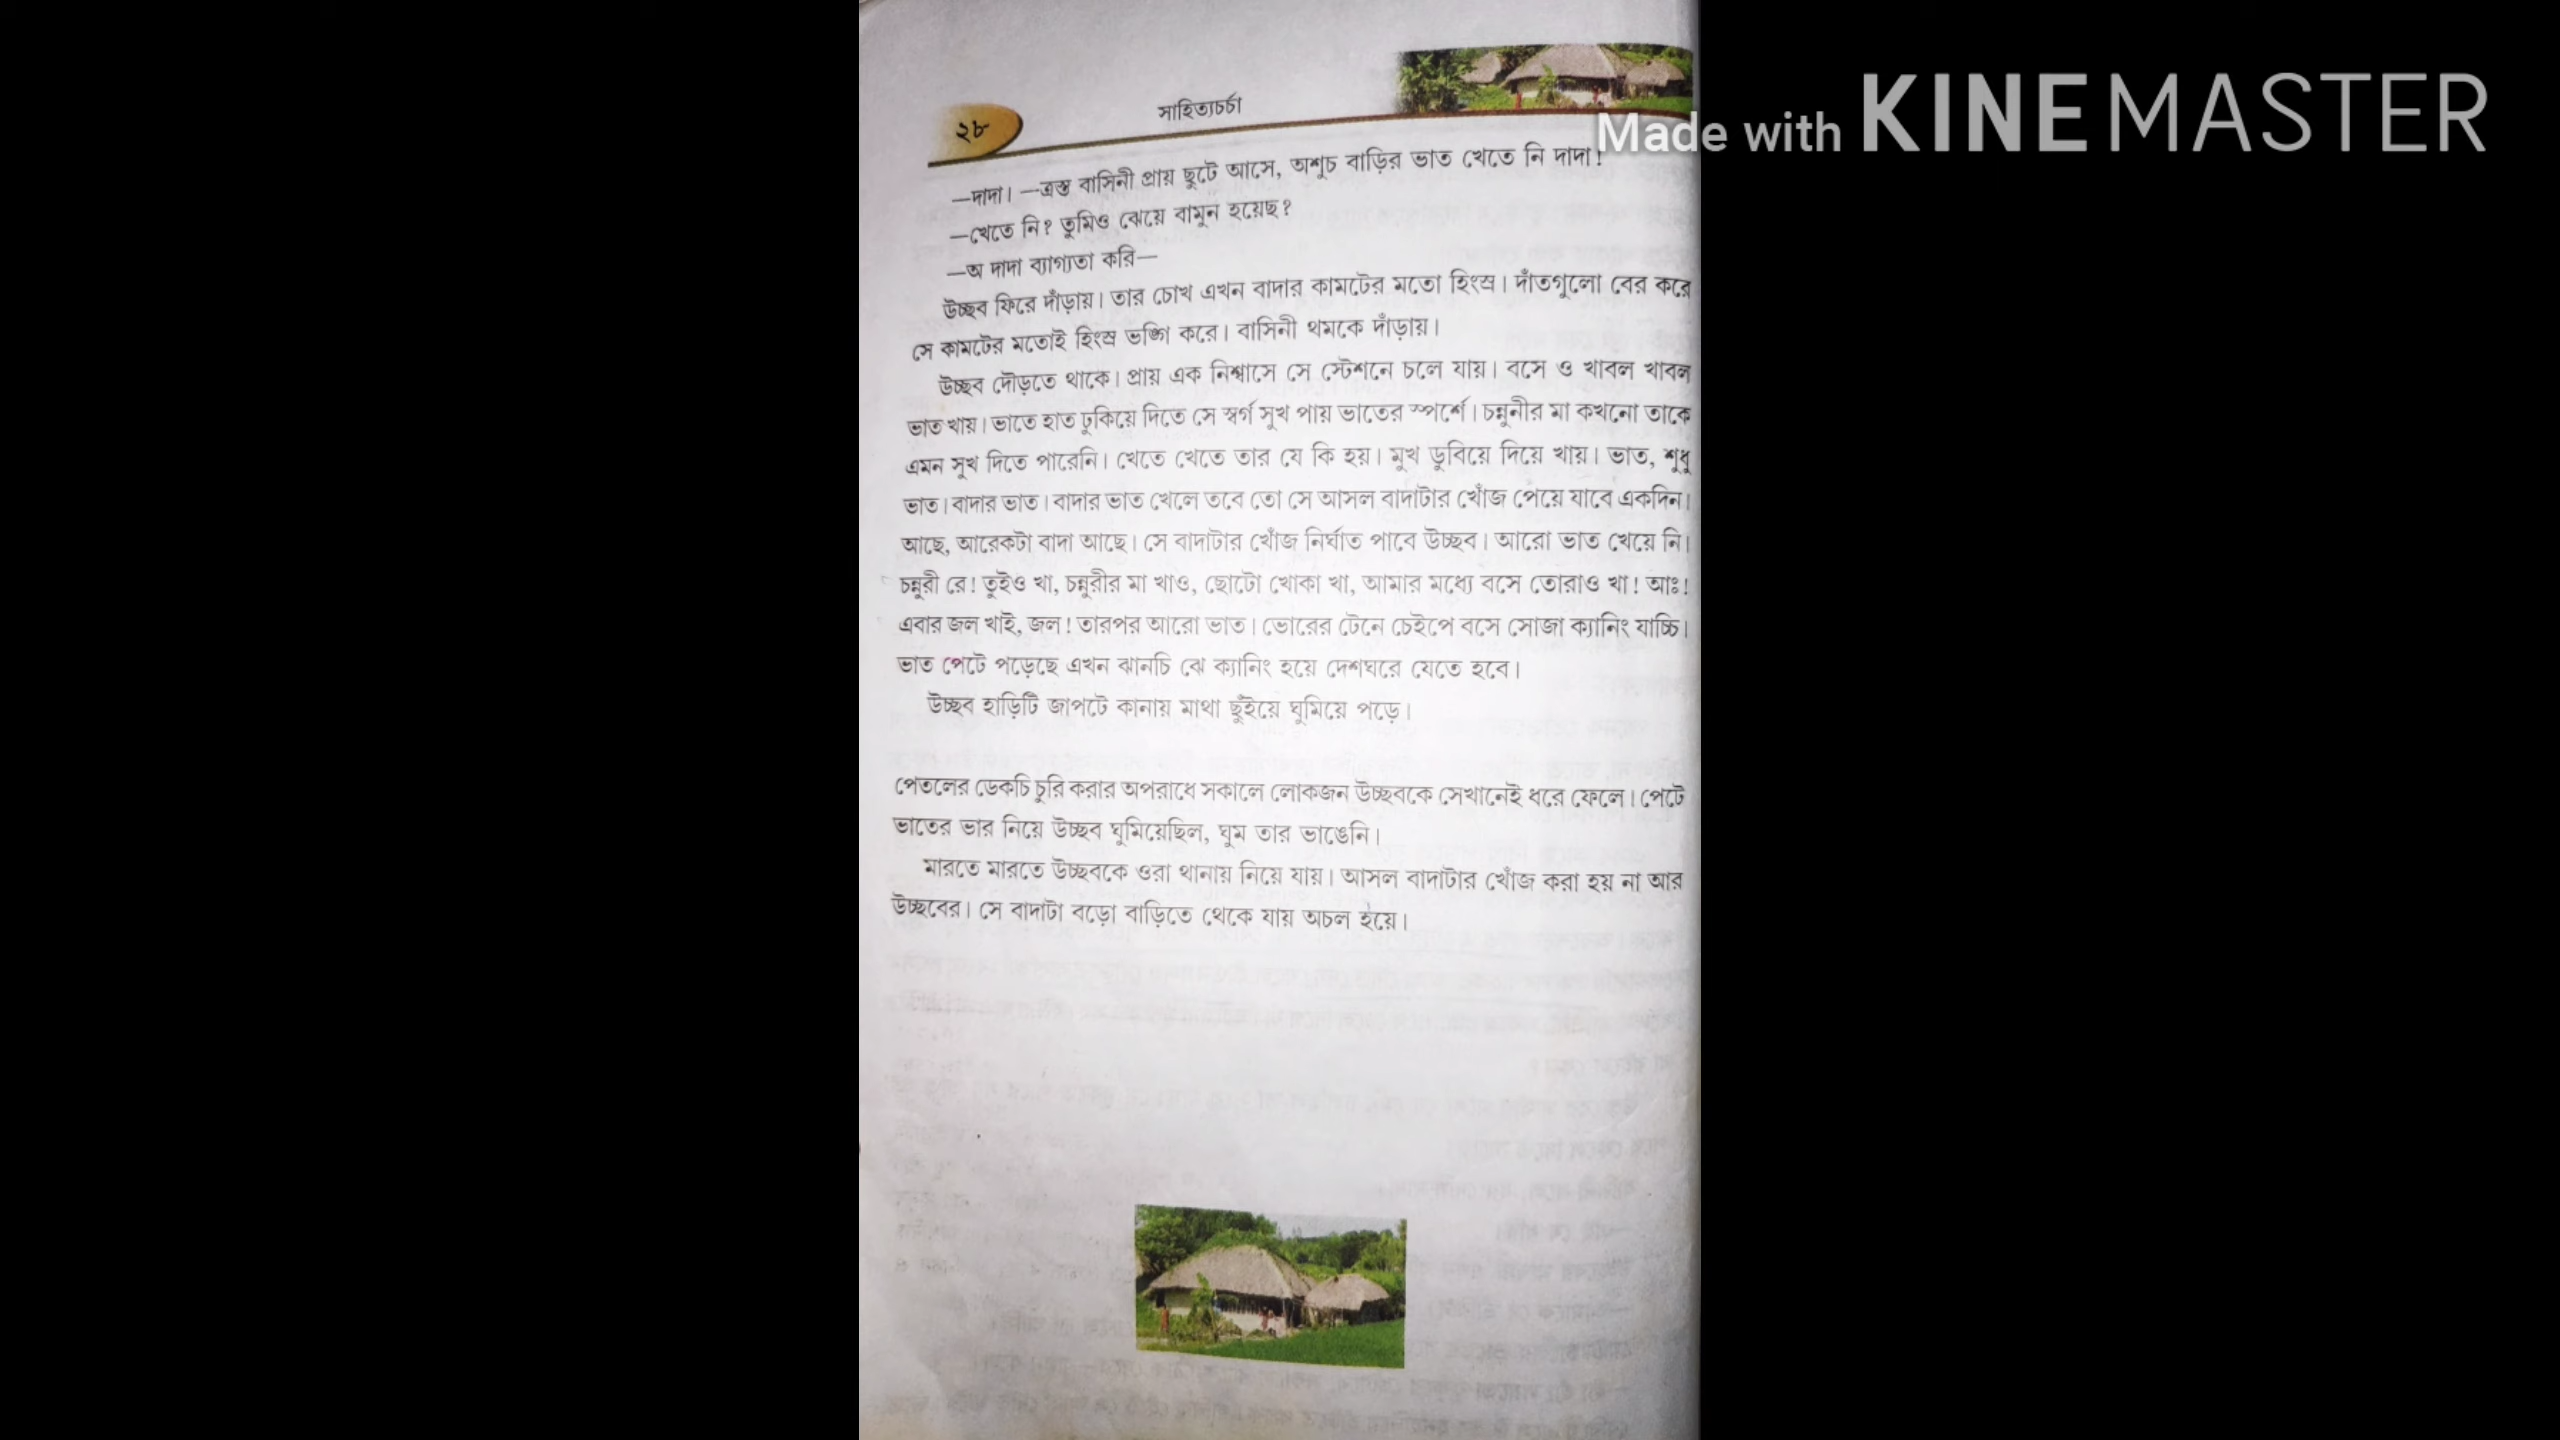 ২৮
সাহিত্যচর্চা
Made with KINEMASTER
—দাদা। —ত্রস্ত বাসিনী প্রায় ছুটে আসে, অশুচ বাড়ির ভাত খেতে নি দাদা!
—খেতে নি? তুমিও ঝেয়ে বামুন হয়েছ?
—অ দাদা ব্যাগ্যতা করি—
উচ্ছব ফিরে দাঁড়ায়। তার চোখ এখন বাদার কামটের মতো হিংস্র। দাঁতগুলো বের করে
সে কামটের মতোই হিংস্র ভঙ্গি করে। বাসিনী থমকে দাঁড়ায়।
উচ্ছব দৌড়তে থাকে। প্রায় এক নিশ্বাসে সে স্টেশনে চলে যায়। বসে ও খাবল খাবল
ভাত খায়। ভাতে হাত ঢুকিয়ে দিতে সে স্বর্গ সুখ পায় ভাতের স্পর্শে। চন্নুনীর মা কখনো তাকে
এমন সুখ দিতে পারেনি। খেতে খেতে তার যে কি হয়। মুখ ডুবিয়ে দিয়ে খায়। ভাত, শুধু
ভাত। বাদার ভাত। বাদার ভাত খেলে তবে তো সে আসল বাদাটার খোঁজ পেয়ে যাবে একদিন।
আছে, আরেকটা বাদা আছে। সে বাদাটার খোঁজ নির্ঘাত পাবে উচ্ছব। আরো ভাত খেয়ে নি।
চন্নুরী রে! তুইও খা, চন্নুরীর মা খাও, ছোটো খোকা খা, আমার মধ্যে বসে তোরাও খা! আঃ!
এবার জল খাই, জল! তারপর আরো ভাত। ভোরের টেনে চেইপে বসে সোজা ক্যানিং যাচ্চি।
ভাত পেটে পড়েছে এখন ঝানচি ঝে ক্যানিং হয়ে দেশঘরে যেতে হবে।
উচ্ছব হাড়িটি জাপটে কানায় মাথা ছুঁইয়ে ঘুমিয়ে পড়ে।
পেতলের ডেকচি চুরি করার অপরাধে সকালে লোকজন উচ্ছবকে সেখানেই ধরে ফেলে। পেটে
ভাতের ভার নিয়ে উচ্ছব ঘুমিয়েছিল, ঘুম তার ভাঙেনি।
মারতে মারতে উচ্ছবকে ওরা থানায় নিয়ে যায়। আসল বাদাটার খোঁজ করা হয় না আর
উচ্ছবের। সে বাদাটা বড়ো বাড়িতে থেকে যায় অচল হয়ে।